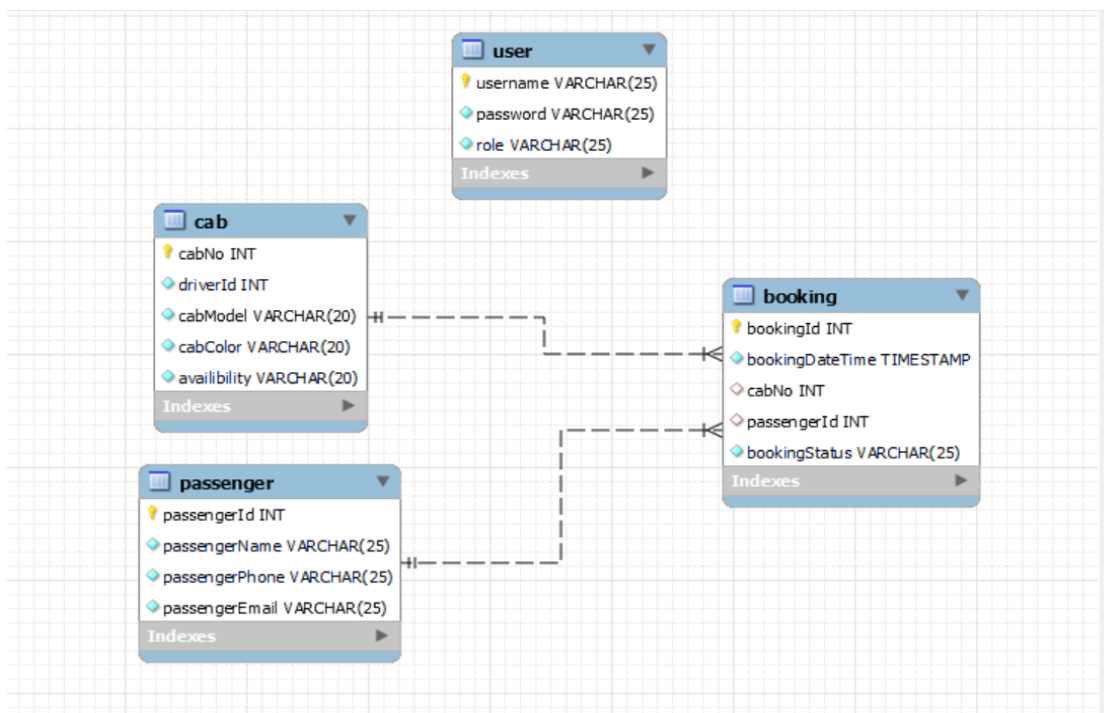 user
username VARCHAR(25)
password VARCHAR(25)
role VARCHAR(25)
Indexes
cab
cabNo INT
driverId INT
cabModel VARCHAR(20)
cabColor VARCHAR(20)
availibility VARCHAR(20)
Indexes
booking
bookingId INT
bookingDateTime TIMESTAMP
cabNo INT
passengerId INT
bookingStatus VARCHAR(25)
Indexes
passenger
passengerId INT
passengerName VARCHAR(25)
passengerPhone VARCHAR(25)
passengerEmail VARCHAR(25)
Indexes